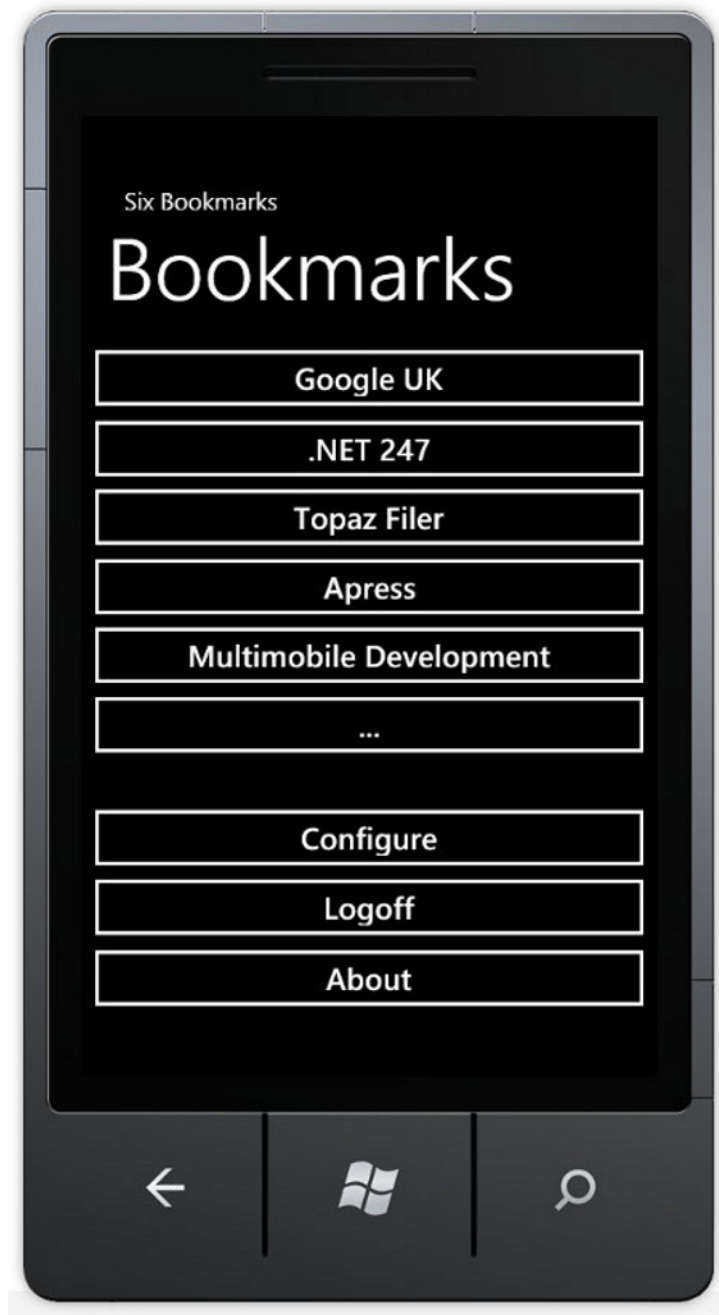 Six Bookmarks
Bookmarks
Google UK
.NET 247
Topaz Filer
Apress
Multimobile Development
...
Configure
Logoff
About